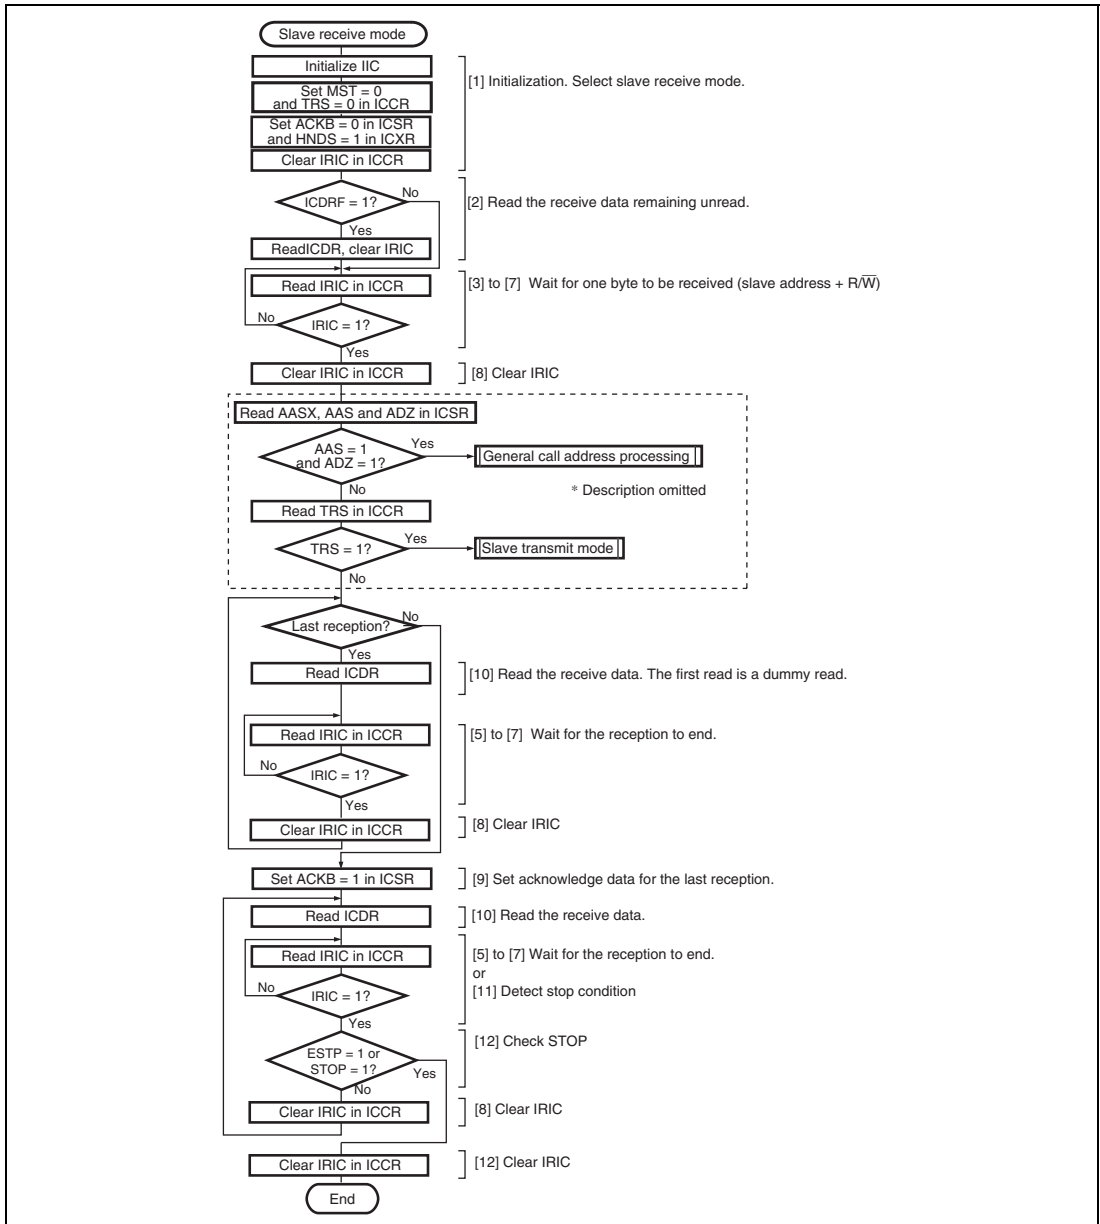 Slave receive mode
Initialize IIC
[1] Initialization. Select slave receive mode.
Set MST = 0
and TRS = 0 in ICCR
Set ACKB = 0 in ICSR
and HNDS = 1 in ICXR
Clear IRIC in ICCR
ICDRF = 1?
No
[2] Read the receive data remaining unread.
Yes
ReadICDR, clear IRIC
Read IRIC in ICCR
[3] to [7] Wait for one byte to be received (slave address + R/W̅)
No
IRIC = 1?
Yes
Clear IRIC in ICCR
[8] Clear IRIC
Read AASX, AAS and ADZ in ICSR
AAS = 1
and ADZ = 1?
Yes
General call address processing
No
* Description omitted
Read TRS in ICCR
TRS = 1?
Yes
Slave transmit mode
No
Last reception?
No
Yes
Read ICDR
[10] Read the receive data. The first read is a dummy read.
Read IRIC in ICCR
[5] to [7] Wait for the reception to end.
No
IRIC = 1?
Yes
Clear IRIC in ICCR
[8] Clear IRIC
Set ACKB = 1 in ICSR
[9] Set acknowledge data for the last reception.
Read ICDR
[10] Read the receive data.
Read IRIC in ICCR
[5] to [7] Wait for the reception to end.
or
[11] Detect stop condition
No
IRIC = 1?
Yes
[12] Check STOP
ESTP = 1 or
STOP = 1?
Yes
No
Clear IRIC in ICCR
[8] Clear IRIC
Clear IRIC in ICCR
[12] Clear IRIC
End